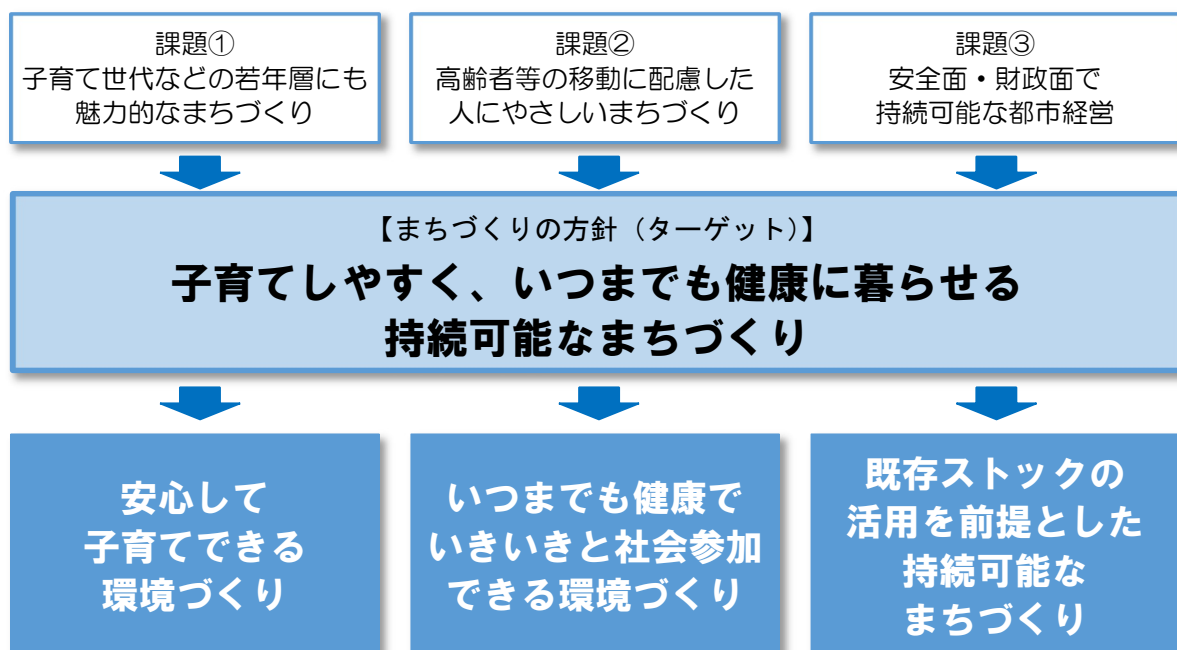 課題①
子育て世代などの若年層にも
魅力的なまちづくり
課題②
高齢者等の移動に配慮した
人にやさしいまちづくり
課題③
安全面・財政面で
持続可能な都市経営
【まちづくりの方針（ターゲット）】
子育てしやすく、いつまでも健康に暮らせる
持続可能なまちづくり
安心して
子育てできる
環境づくり
いつまでも健康で
いきいきと社会参加
できる環境づくり
既存ストックの
活用を前提とした
持続可能な
まちづくり